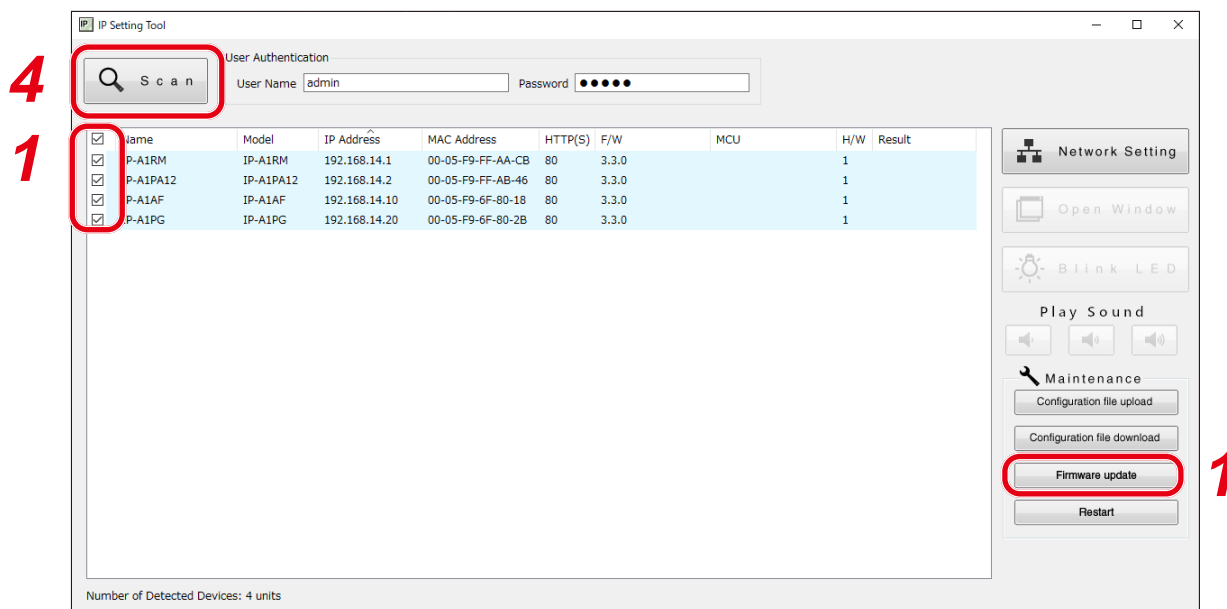 IP IP Setting Tool
4
Scan
User Authentication
User Name admin Password ●●●●●
1
Name Model IP Address MAC Address HTTP(S) F/W MCU H/W Result
IP-A1RM IP-A1RM 192.168.14.1 00-05-F9-FF-AA-CB 80 3.3.0 1
IP-A1PA12 IP-A1PA12 192.168.14.2 00-05-F9-FF-AB-46 80 3.3.0 1
IP-A1AF IP-A1AF 192.168.14.10 00-05-F9-6F-80-18 80 3.3.0 1
IP-A1PG IP-A1PG 192.168.14.20 00-05-F9-6F-80-2B 80 3.3.0 1
Network Setting
Open Window
Blink LED
Play Sound
Maintenance
Configuration file upload
Configuration file download
Firmware update
1
Restart
Number of Detected Devices: 4 units